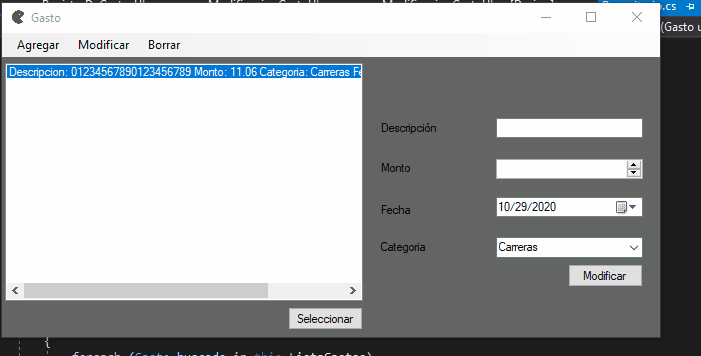 Gasto
Agregar Modificar Borrar
Descripcion: 01234567890123456789 Monto: 11.06 Categoria: Carreras Fe
Descripción
Monto
Fecha 10/29/2020
Categoria Carreras
Modificar
Seleccionar
{